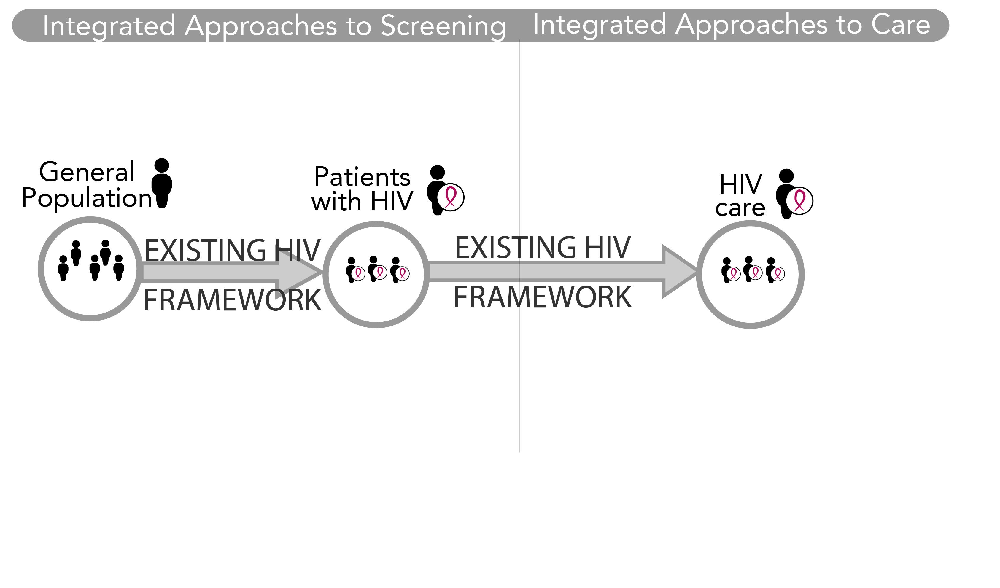 Integrated Approaches to Screening
Integrated Approaches to Care
General
Population
Patients
with HIV
HIV
care
EXISTING HIV
FRAMEWORK
EXISTING HIV
FRAMEWORK